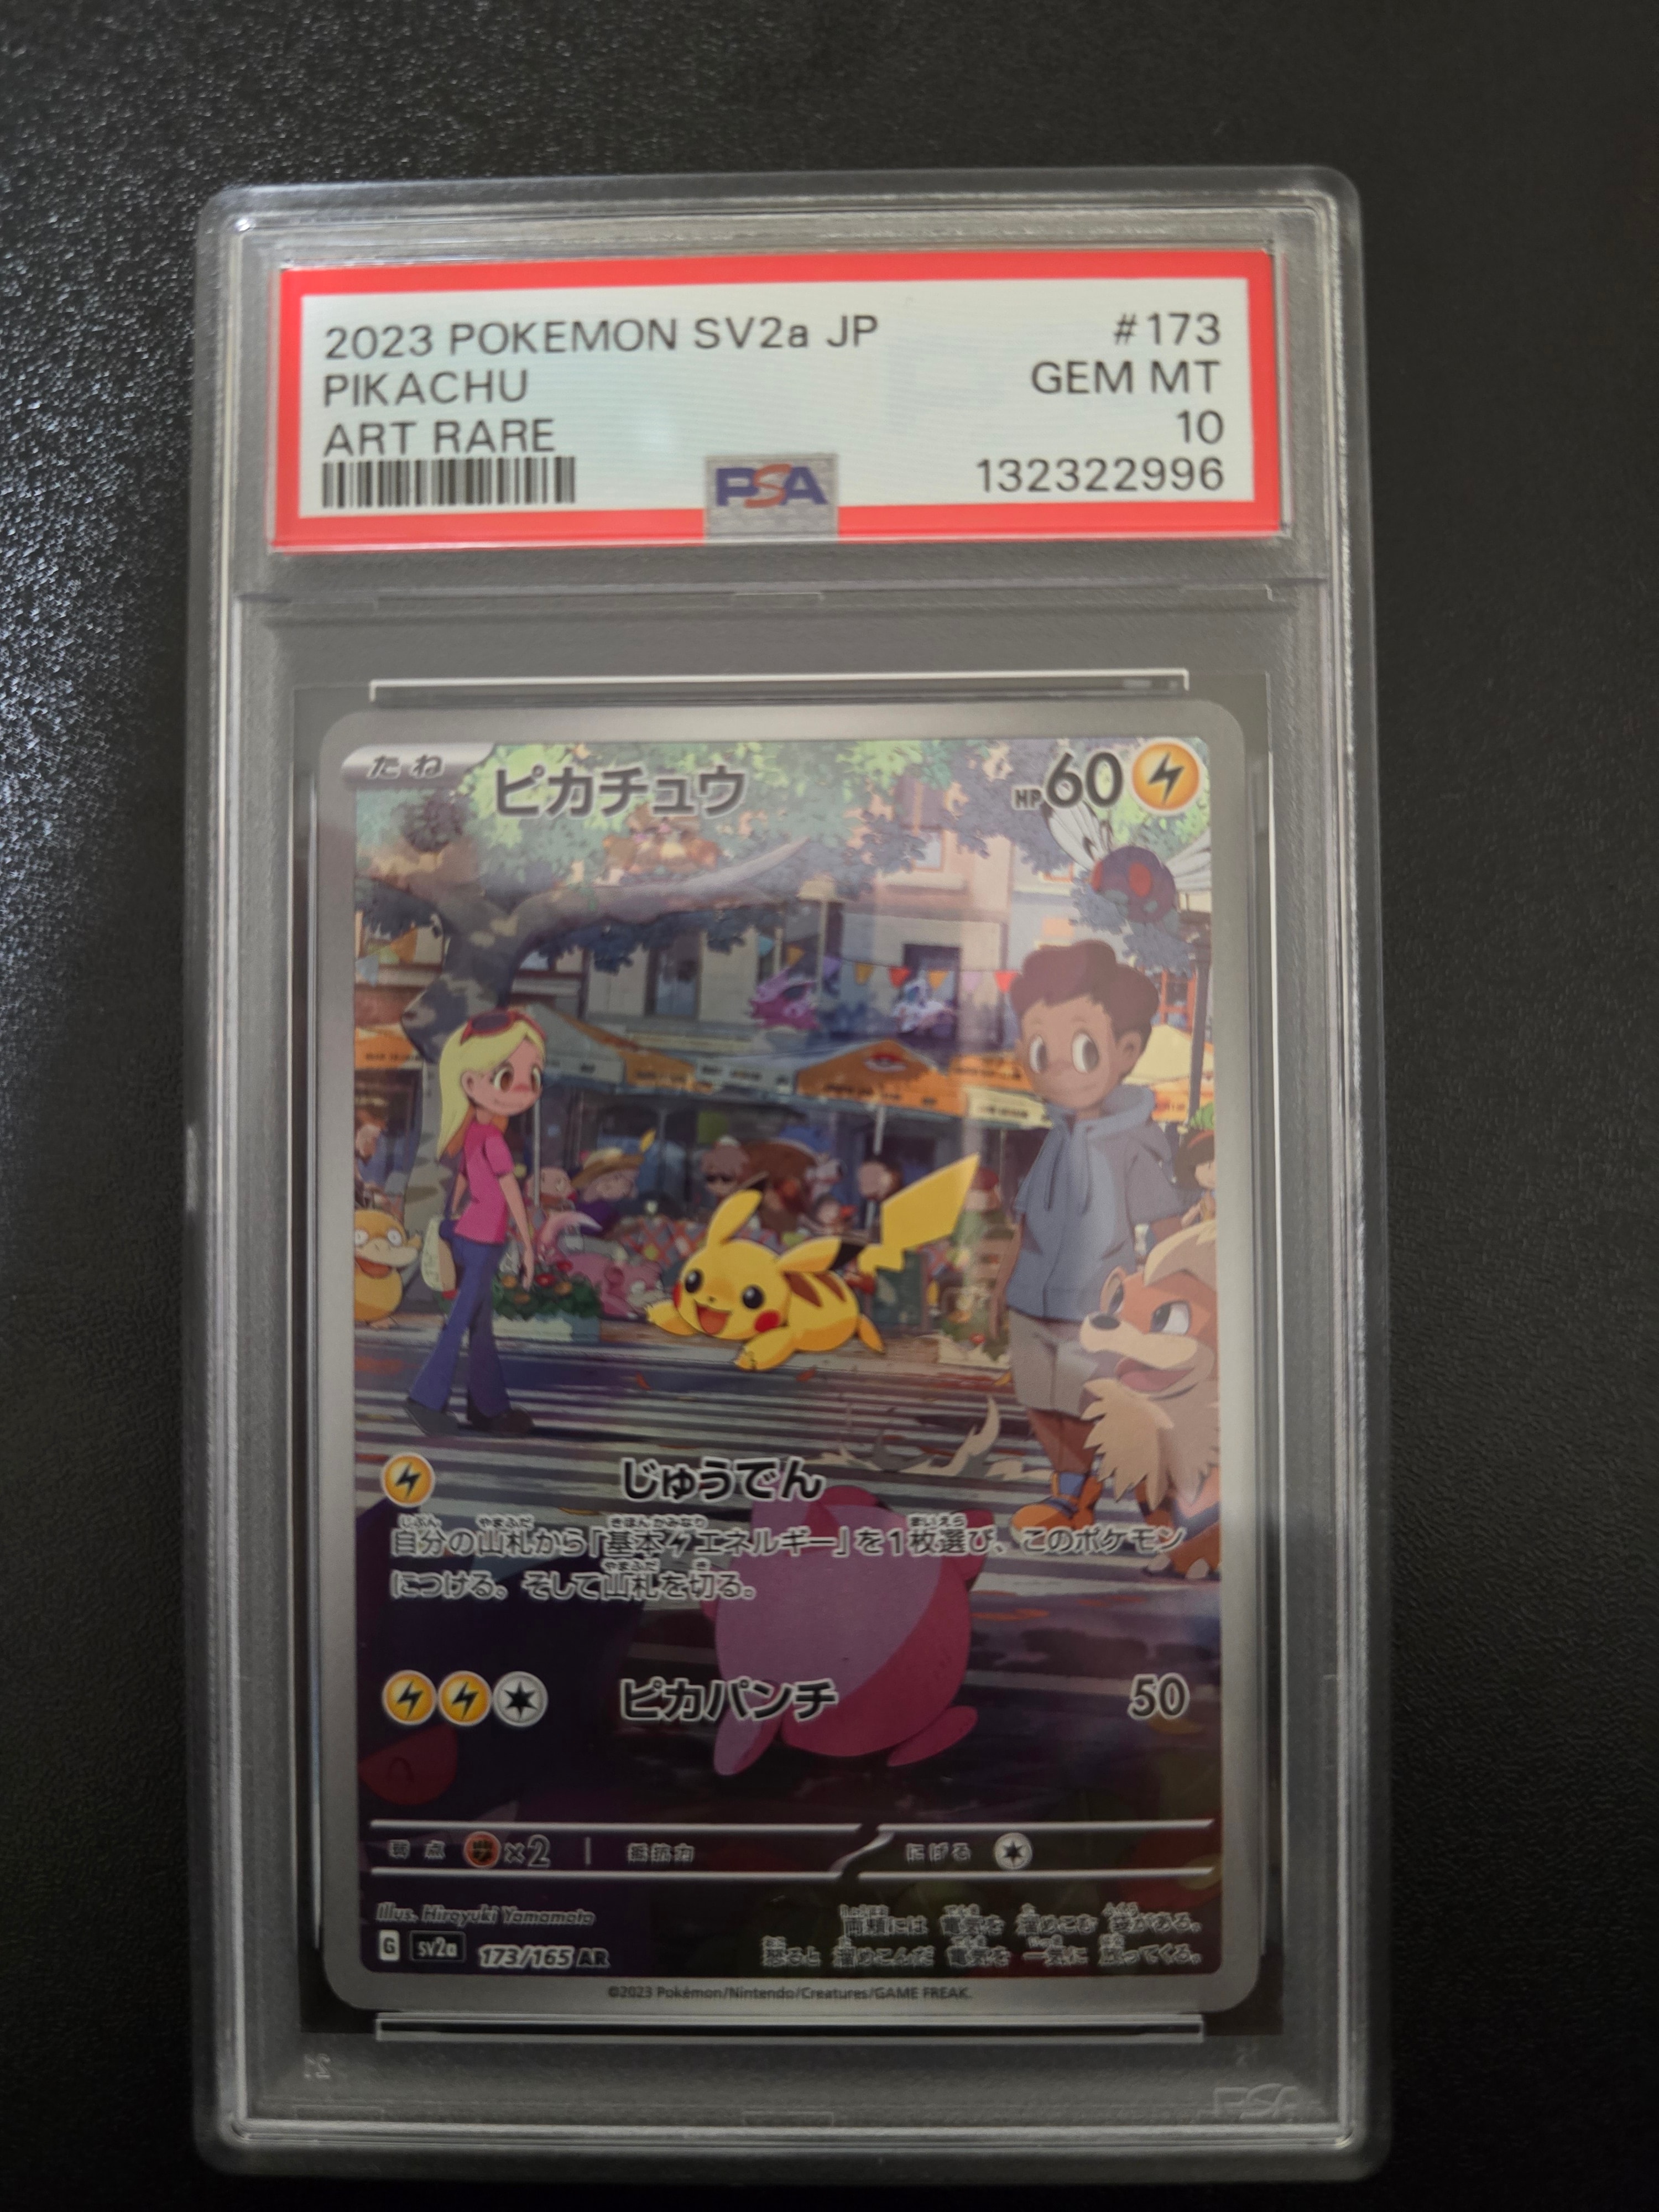 2023 POKEMON SV2a JP #173
PIKACHU GEM MT
ART RARE 10
PSA 132322996
たね ピカチュウ HP60
じゅうでん
自分の山札から「基本エネルギー」を1枚選び、このポケモン
につける。そして山札を切る。
ピカパンチ 50
弱点 ×2 抵抗力 にげる
Illus. Hiroyuki Yamamoto
両頬には 電気を 溜めこむ 袋がある。
怒ると 溜めこんだ 電気を 一気に 放ってくる。
G SV2a 173/165 AR
©2023 Pokémon/Nintendo/Creatures/GAME FREAK.
PSA